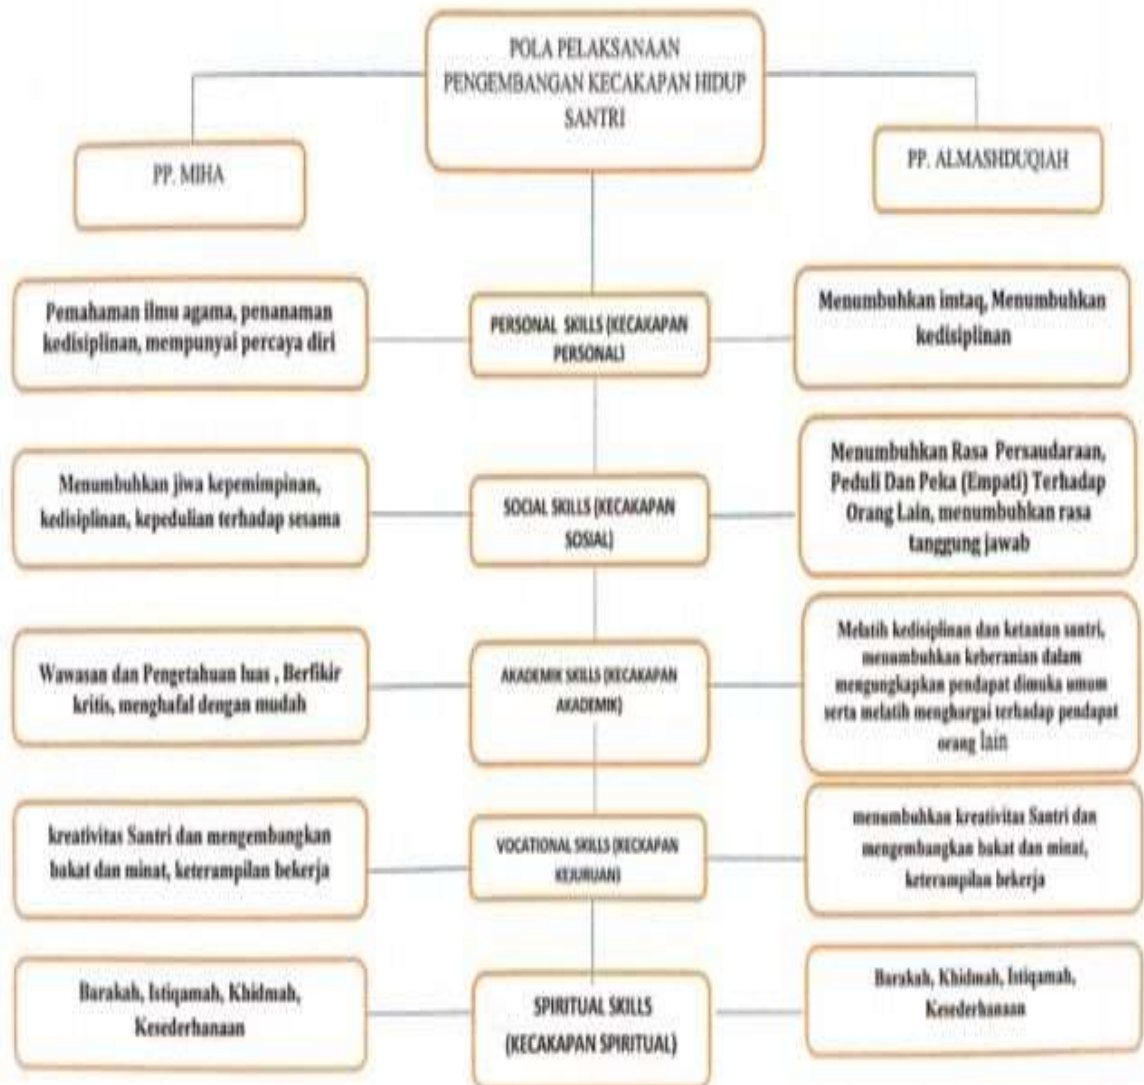 POLA PELAKSANAAN
PENGEMBANGAN KECAKAPAN HIDUP
SANTRI
PP. MIHA
PP. ALMASHDUQIAH
Pemahaman ilmu agama, penanaman
kedisiplinan, mempunyai percaya diri
PERSONAL SKILLS (KECAKAPAN
PERSONAL)
Menumbuhkan imtaq, Menumbuhkan
kedisiplinan
Menumbuhkan jiwa kepemimpinan,
kedisiplinan, kepedulian terhadap sesama
SOCIAL SKILLS (KECAKAPAN
SOSIAL)
Menumbuhkan Rasa Persaudaraan,
Peduli Dan Peka (Empati) Terhadap
Orang Lain, menumbuhkan rasa
tanggung jawab
Wawasan dan Pengetahuan luas , Berfikir
kritis, menghafal dengan mudah
AKADEMIK SKILLS (KECAKAPAN
AKADEMIK)
Melatih kedisiplinan dan ketaatan santri,
menumbuhkan keberanian dalam
mengungkapkan pendapat dimuka umum
serta melatih menghargai terhadap pendapat
orang lain
kreativitas Santri dan mengembangkan
bakat dan minat, keterampilan bekerja
VOCATIONAL SKILLS (KECKAPAN
KEJURUAN)
menumbuhkan kreativitas Santri dan
mengembangkan bakat dan minat,
keterampilan bekerja
Barakah, Istiqamah, Khidmah,
Kesederhanaan
SPIRITUAL SKILLS
(KECAKAPAN SPIRITUAL)
Barakah, Khidmah, Istiqamah,
Kesederhanaan